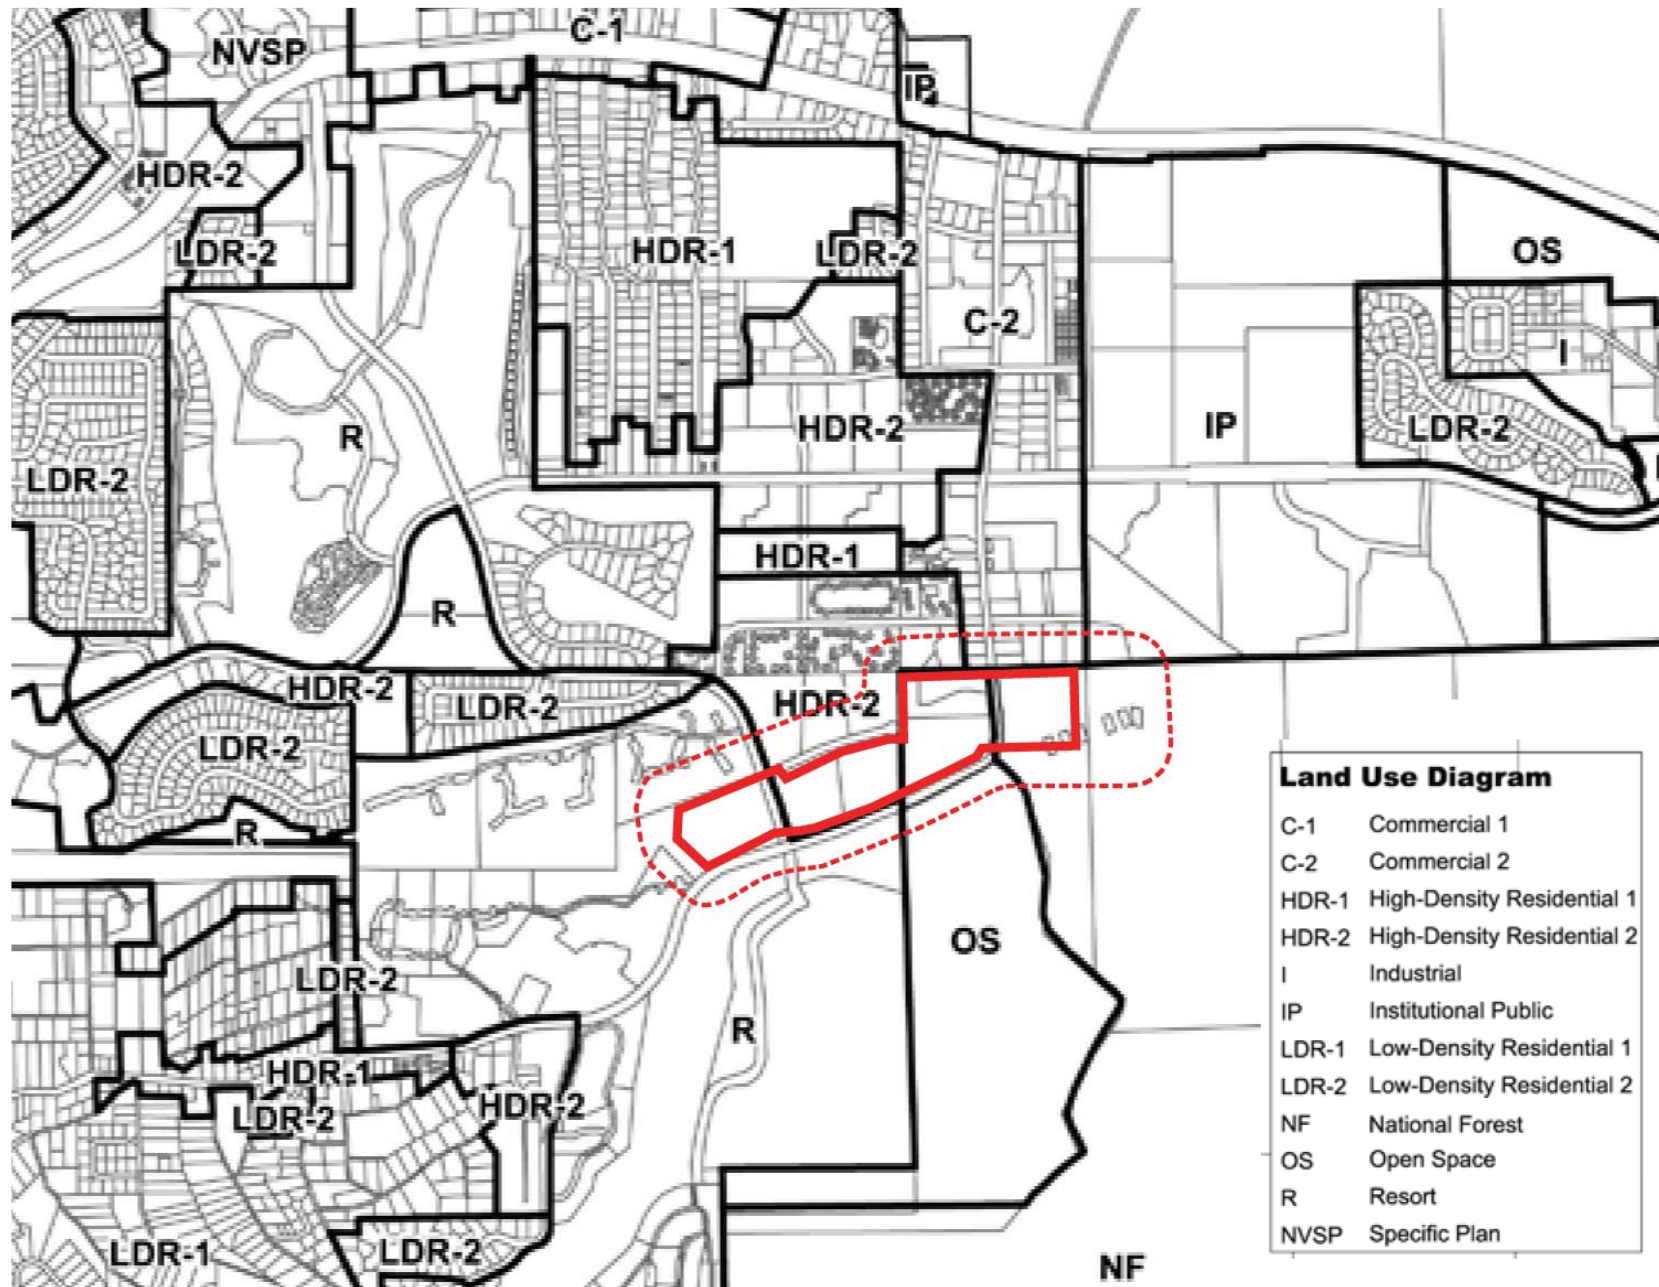 C-1
NVSP
IP
HDR-2
LDR-2
HDR-1
LDR-2
OS
C-2
I
R
HDR-2
IP
LDR-2
LDR-2
HDR-1
R
HDR-2
LDR-2
HDR-2
LDR-2
R
OS
LDR-2
R
HDR-1
LDR-2
HDR-2
LDR-1
LDR-2
NF
Land Use Diagram
C-1 Commercial 1
C-2 Commercial 2
HDR-1 High-Density Residential 1
HDR-2 High-Density Residential 2
I Industrial
IP Institutional Public
LDR-1 Low-Density Residential 1
LDR-2 Low-Density Residential 2
NF National Forest
OS Open Space
R Resort
NVSP Specific Plan